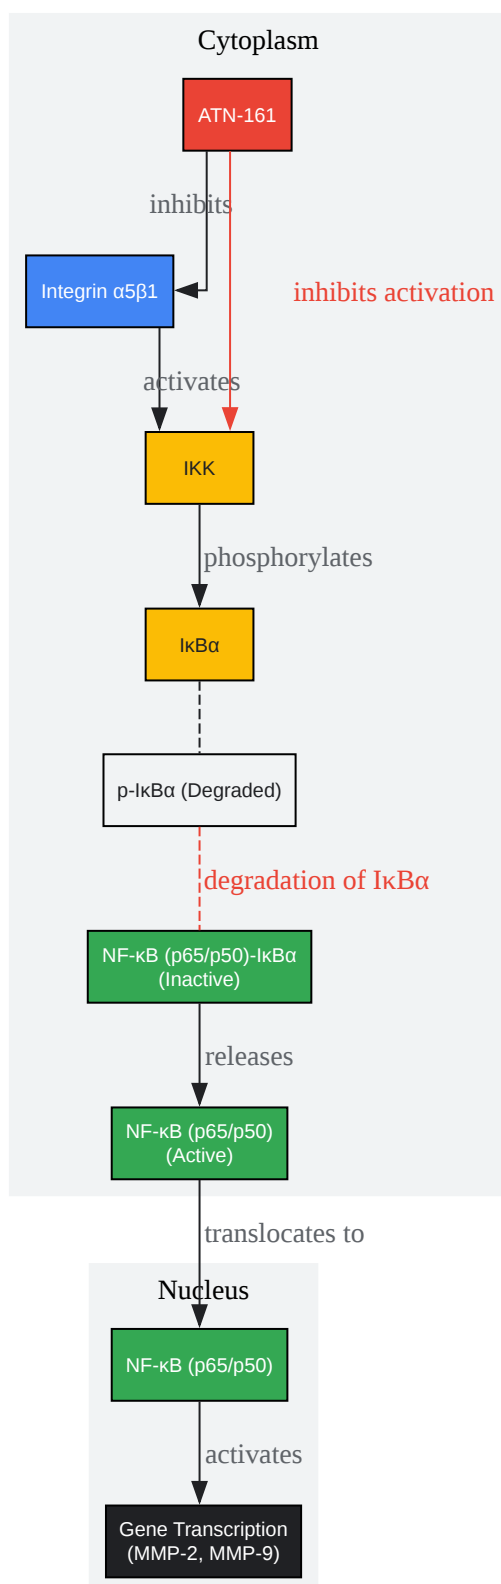 Cytoplasm
ATN-161
inhibits
Integrin α5β1
inhibits activation
activates
IKK
phosphorylates
IκBα
p-IκBα (Degraded)
degradation of IκBα
NF-κB (p65/p50)-IκBα
(Inactive)
releases
NF-κB (p65/p50)
(Active)
translocates to
Nucleus
NF-κB (p65/p50)
activates
Gene Transcription
(MMP-2, MMP-9)